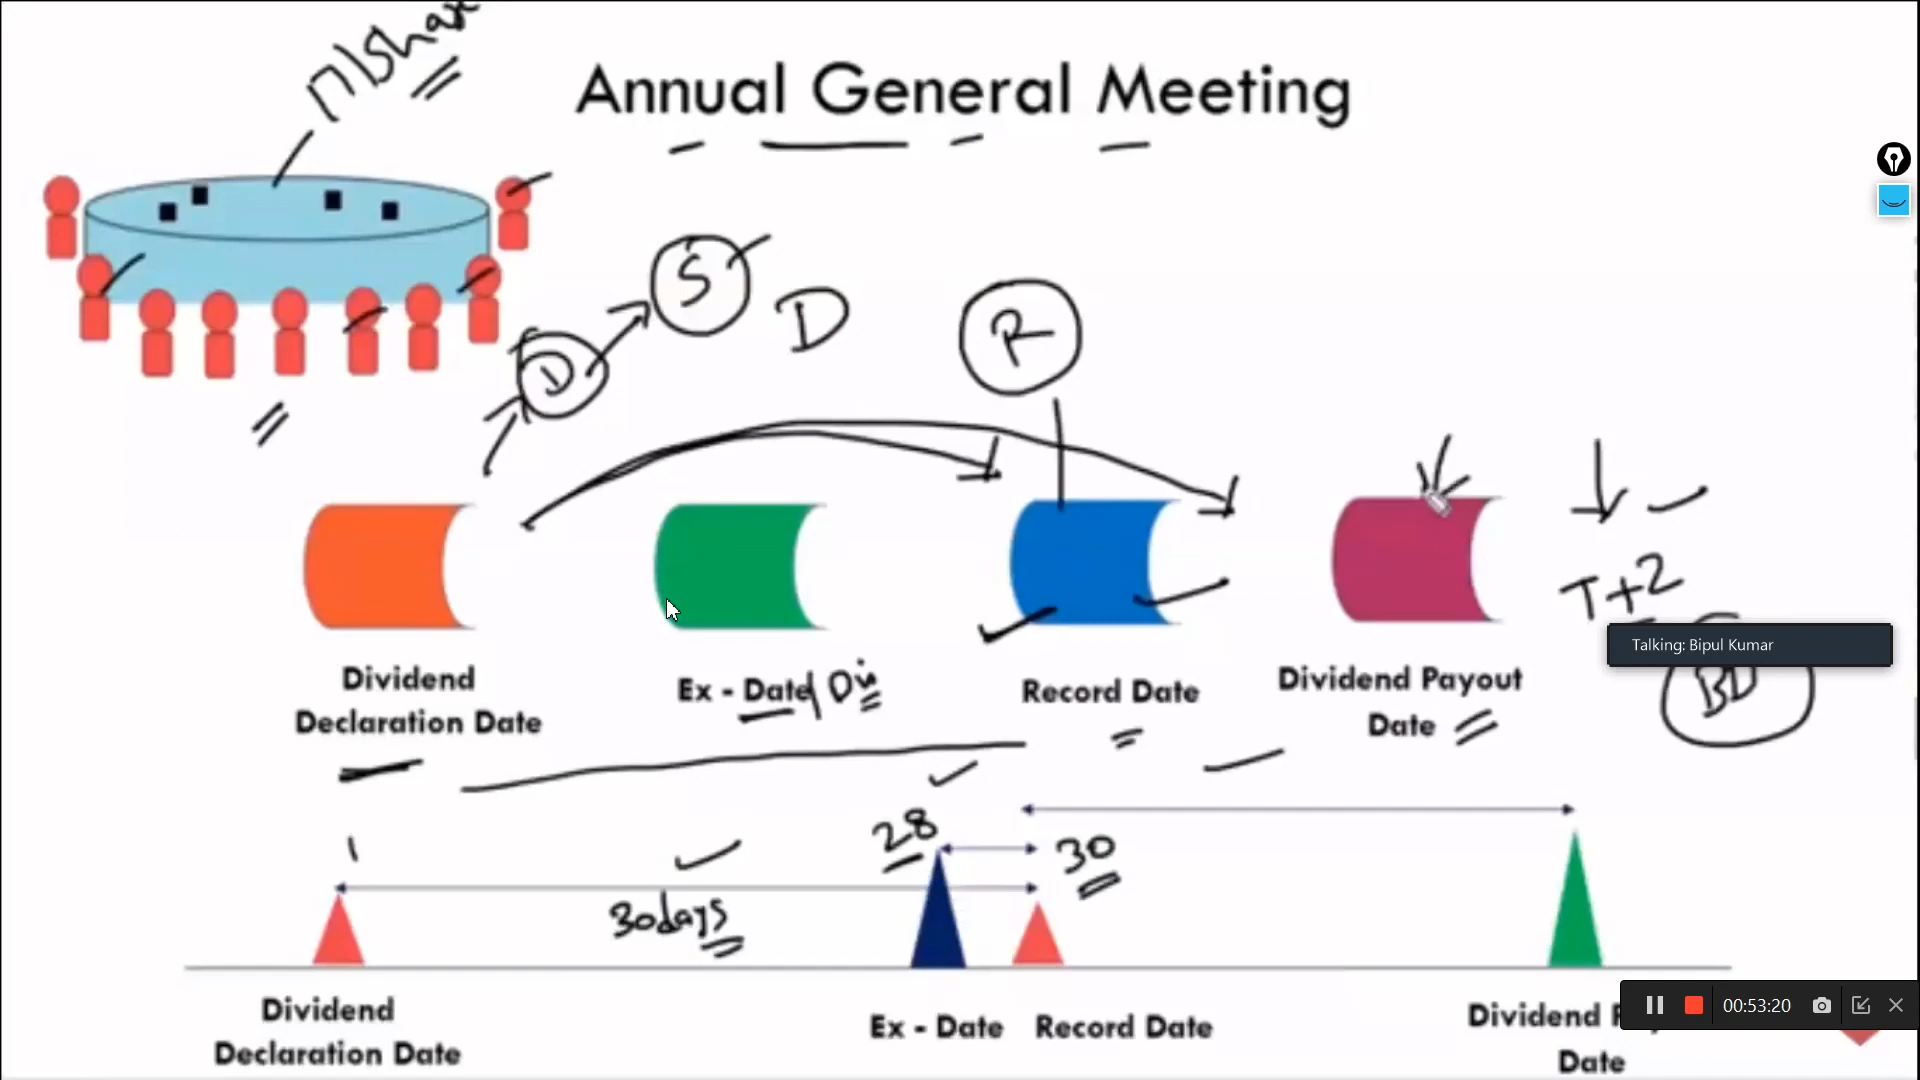 Annual General Meeting
S
D
D
R
T+2
Talking: Bipul Kumar
BD
Dividend
Declaration Date
Ex - Date
Record Date
Dividend Payout
Date
1
28
30
30days
Dividend
Declaration Date
Ex - Date
Record Date
Dividend
Date
00:53:20